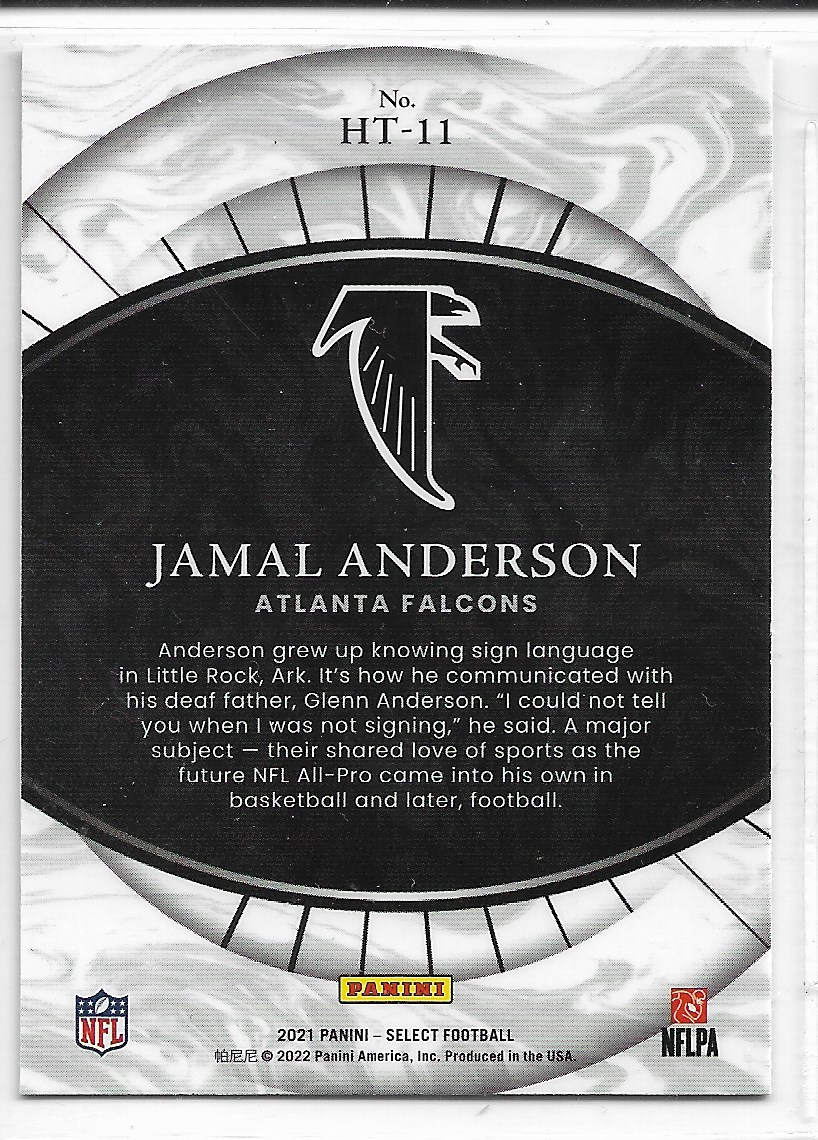 No.
HT-11
JAMAL ANDERSON
ATLANTA FALCONS
Anderson grew up knowing sign language
in Little Rock, Ark. It’s how he communicated with
his deaf father, Glenn Anderson. “I could not tell
you when I was not signing,” he said. A major
subject — their shared love of sports as the
future NFL All-Pro came into his own in
basketball and later, football.
PANINI
NFL
2021 PANINI – SELECT FOOTBALL
帕尼尼 © 2022 Panini America, Inc. Produced in the USA.
NFLPA